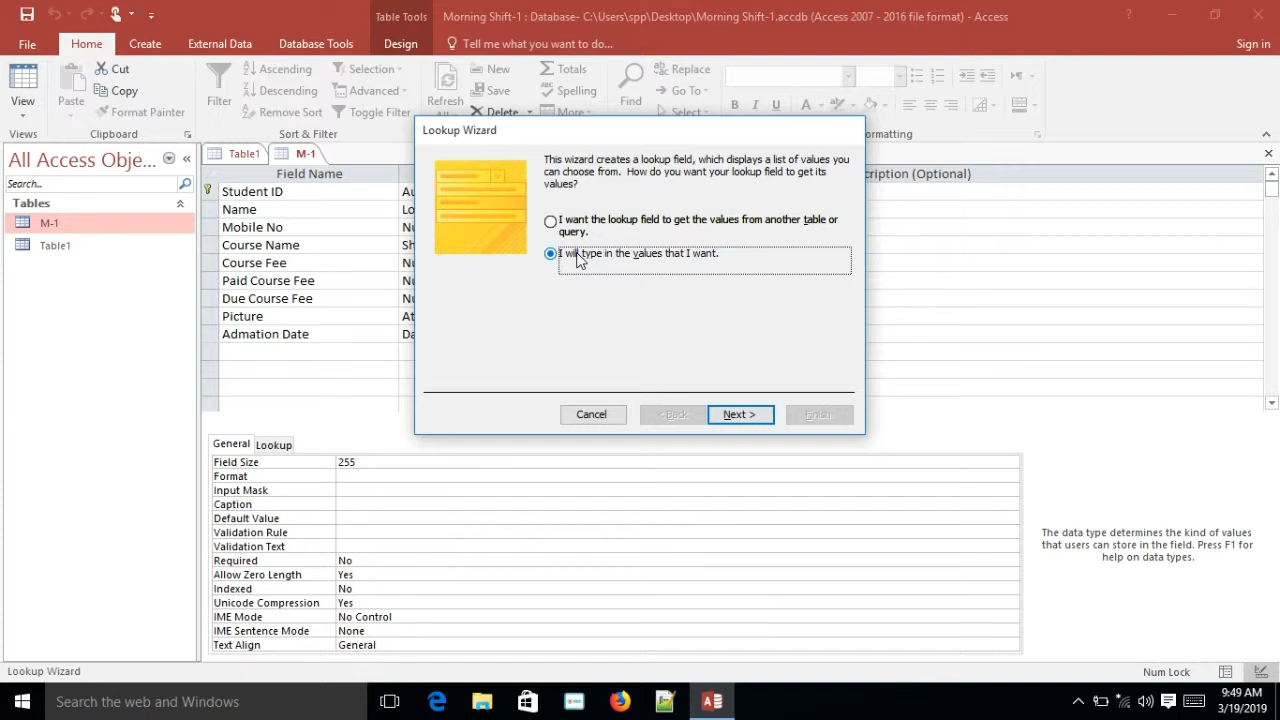 Table Tools
Morning Shift-1 : Database- C:\Users\spp\Desktop\Morning Shift-1.accdb (Access 2007 - 2016 file format) - Access
File
Home
Create
External Data
Database Tools
Design
Tell me what you want to do...
Sign in
View
Paste
Cut
Copy
Format Painter
Filter
Ascending
Descending
Remove Sort
Selection
Advanced
Toggle Filter
Refresh
All
New
Save
Delete
Totals
Spelling
More
Find
Replace
Go To
Select
B I U A
Views
Clipboard
Sort & Filter
All Access Obje...
Search...
Tables
M-1
Table1
Table1
M-1
Field Name
Student ID
Name
Mobile No
Course Name
Course Fee
Paid Course Fee
Due Course Fee
Picture
Admation Date
Au
Lo
Nu
Sh
Nu
Nu
Nu
At
Da
(Optional)
Lookup Wizard
This wizard creates a lookup field, which displays a list of values you
can choose from. How do you want your lookup field to get its
values?
I want the lookup field to get the values from another table or
query.
I will type in the values that I want.
Cancel
< Back
Next >
Finish
General
Lookup
Field Size 255
Format
Input Mask
Caption
Default Value
Validation Rule
Validation Text
Required No
Allow Zero Length Yes
Indexed No
Unicode Compression Yes
IME Mode No Control
IME Sentence Mode None
Text Align General
The data type determines the kind of values
that users can store in the field. Press F1 for
help on data types.
Lookup Wizard
Num Lock
Search the web and Windows
9:49 AM
3/19/2019